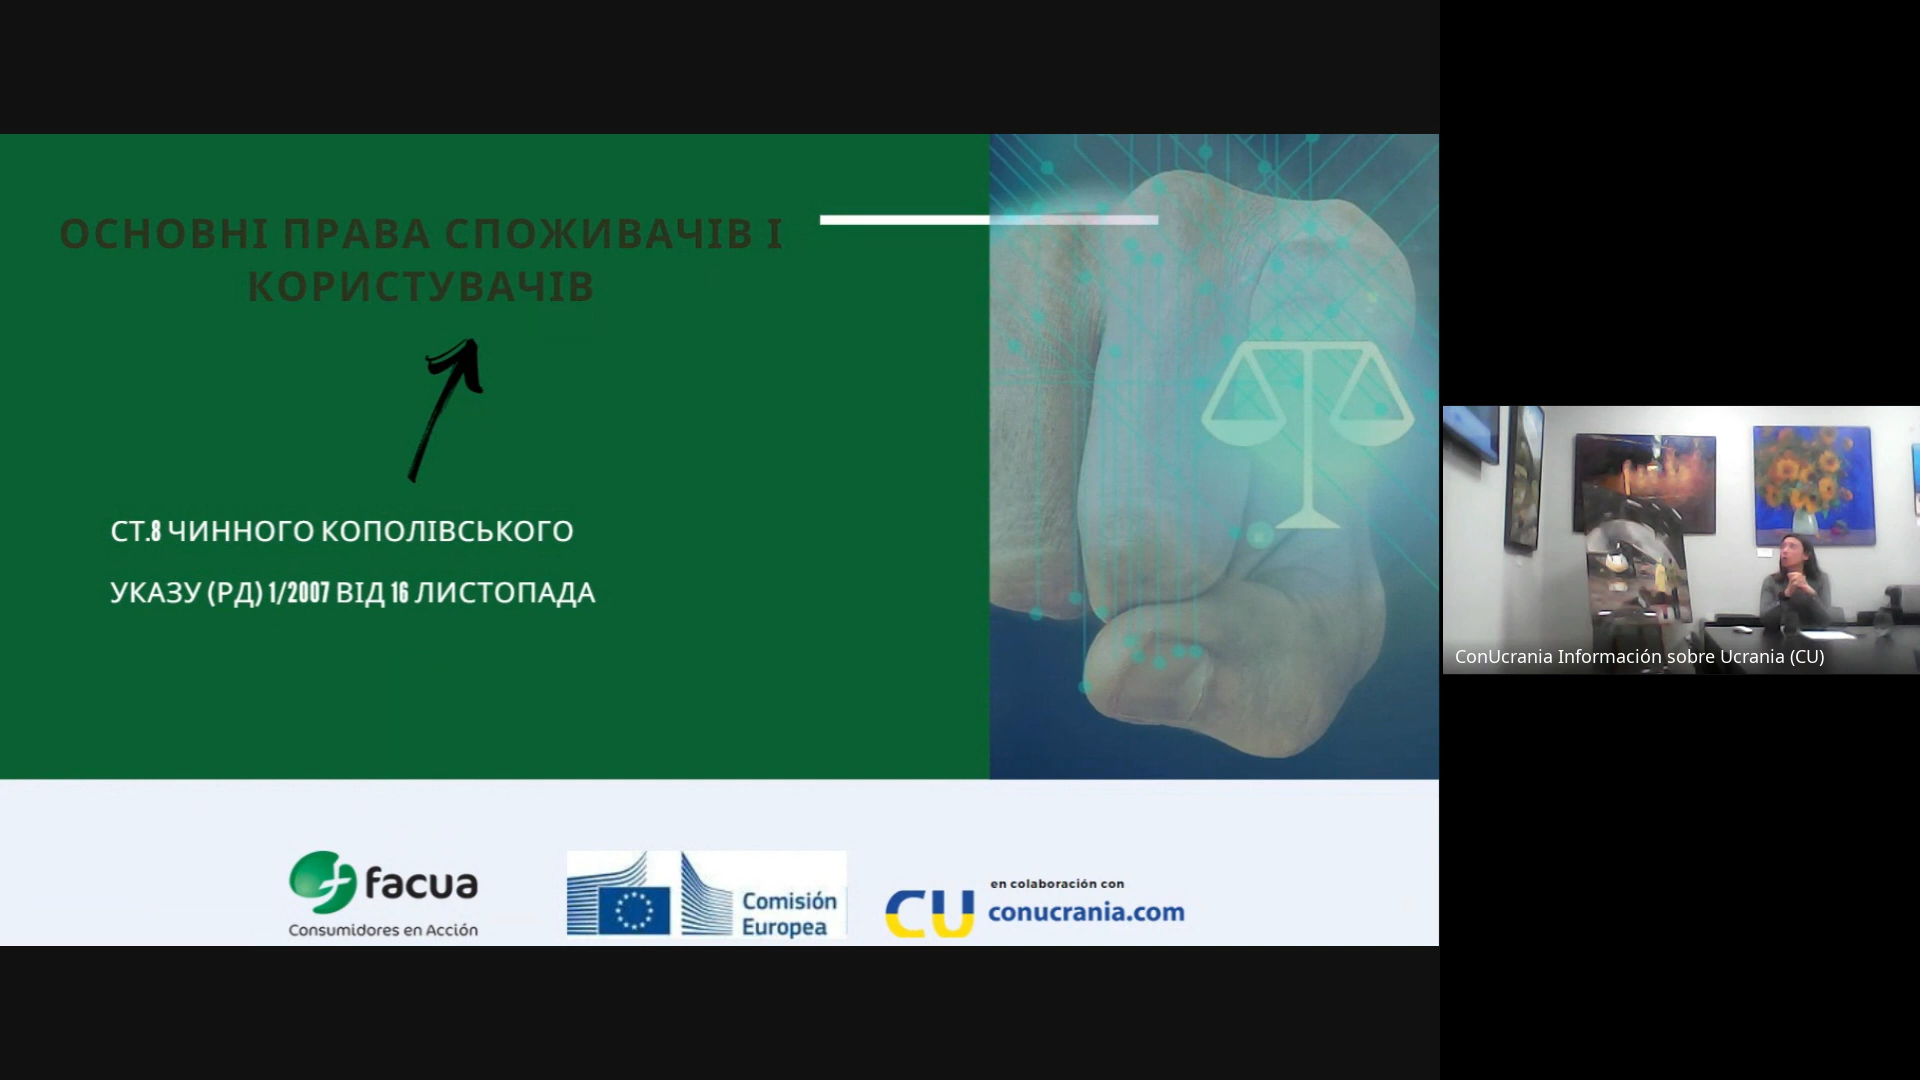 ОСНОВНІ ПРАВА СПОЖИВАЧІВ І
КОРИСТУВАЧІВ
СТ.8 ЧИННОГО КОПОЛІВСЬКОГО
УКАЗУ (РД) 1/2007 ВІД 16 ЛИСТОПАДА
facua
Consumidores en Acción
Comisión
Europea
en colaboración con
CU conucrania.com
ConUcrania Información sobre Ucrania (CU)